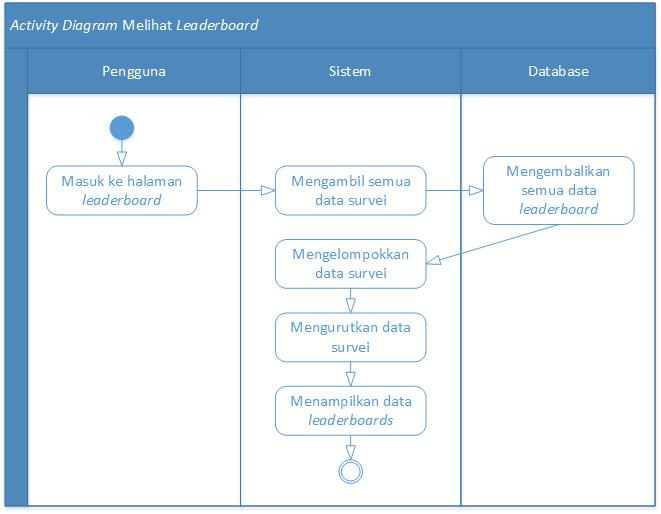 Activity Diagram Melihat Leaderboard
Pengguna
Sistem
Database
Masuk ke halaman
leaderboard
Mengambil semua
data survei
Mengembalikan
semua data
leaderboard
Mengelompokkan
data survei
Mengurutkan data
survei
Menampilkan data
leaderboards